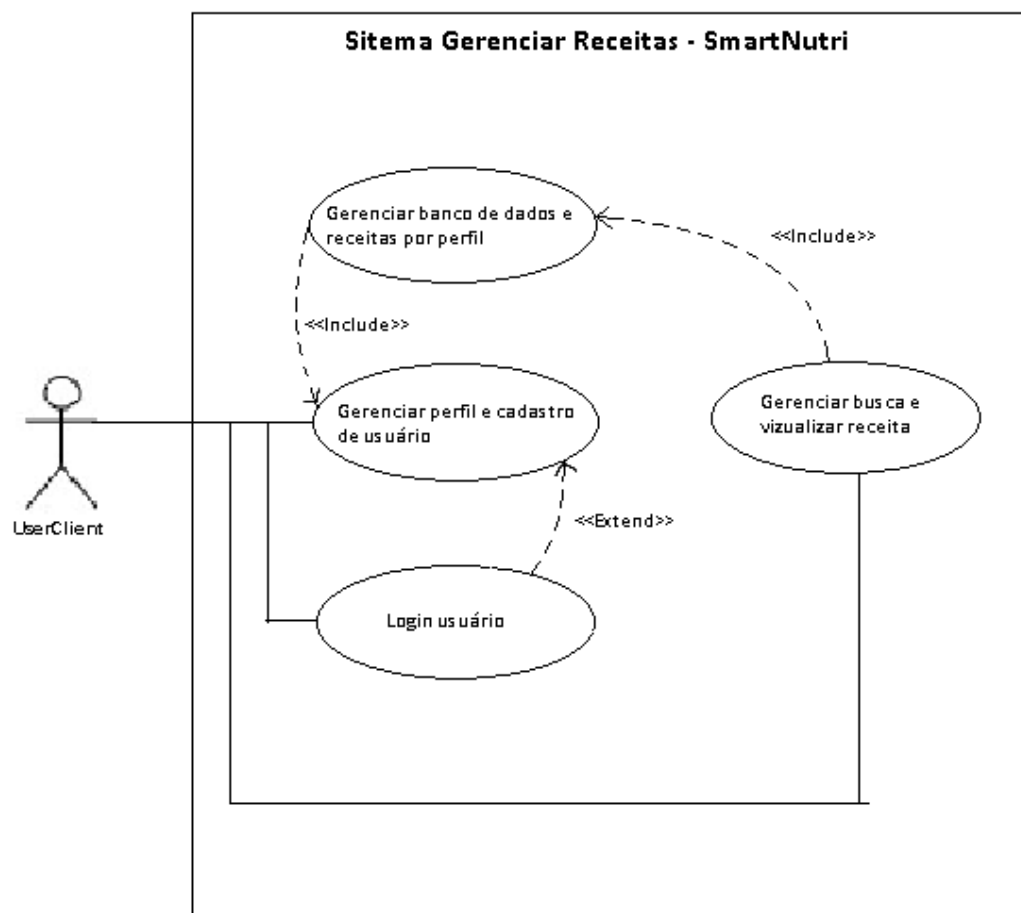 Sitema Gerenciar Receitas - SmartNutri
Gerenciar banco de dados e
receitas por perfil
<<Include>>
<<Include>>
Gerenciar perfil e cadastro
de usuário
Gerenciar busca e
vizualizar receita
UserClient
<<Extend>>
Login usuário